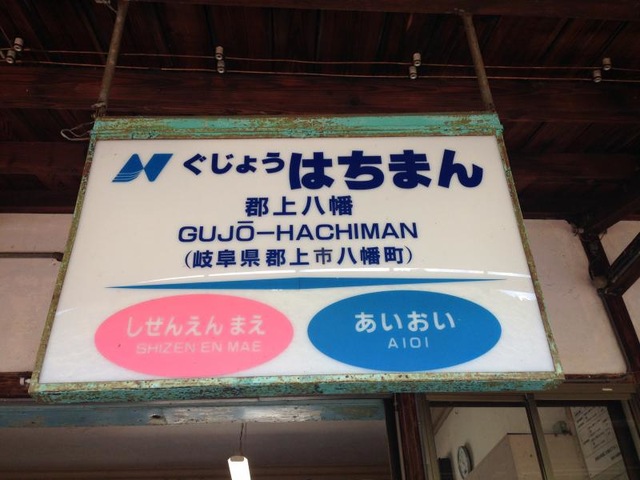 ぐじょうはちまん
郡上八幡
GUJŌ-HACHIMAN
(岐阜県郡上市八幡町)
しぜんえんまえ
SHIZEN EN MAE
あいおい
AIOI